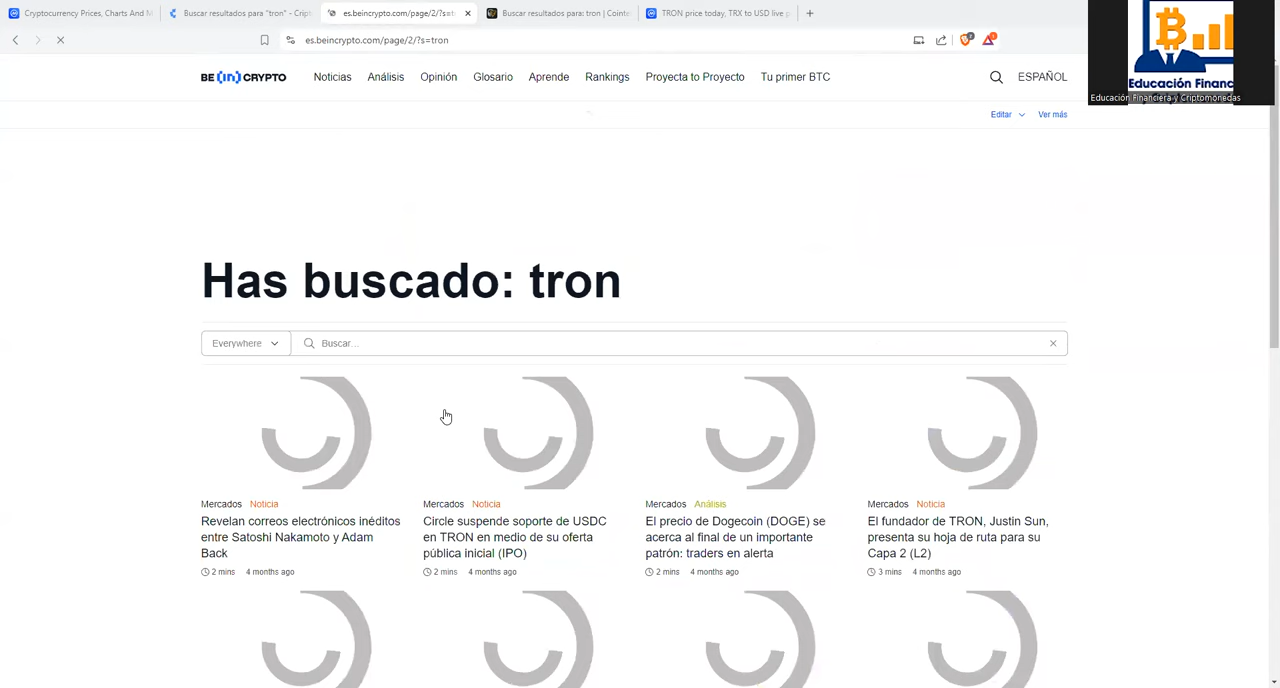 Cryptocurrency Prices, Charts And M
Buscar resultados para "tron" - Crip
es.beincrypto.com/page/2/?s=t
Buscar resultados para: tron | Coint
TRON price today, TRX to USD live p
es.beincrypto.com/page/2/?s=tron
BE [IN] CRYPTO
Noticias
Análisis
Opinión
Glosario
Aprende
Rankings
Proyecta to Proyecto
Tu primer BTC
ESPAÑOL
Educación Financ
Educación Financiera y Criptomonedas
Editar
Ver más
Has buscado: tron
Everywhere
Buscar...
Mercados Noticia
Revelan correos electrónicos inéditos
entre Satoshi Nakamoto y Adam
Back
2 mins 4 months ago
Mercados Noticia
Circle suspende soporte de USDC
en TRON en medio de su oferta
pública inicial (IPO)
2 mins 4 months ago
Mercados Análisis
El precio de Dogecoin (DOGE) se
acerca al final de un importante
patrón: traders en alerta
2 mins 4 months ago
Mercados Noticia
El fundador de TRON, Justin Sun,
presenta su hoja de ruta para su
Capa 2 (L2)
3 mins 4 months ago